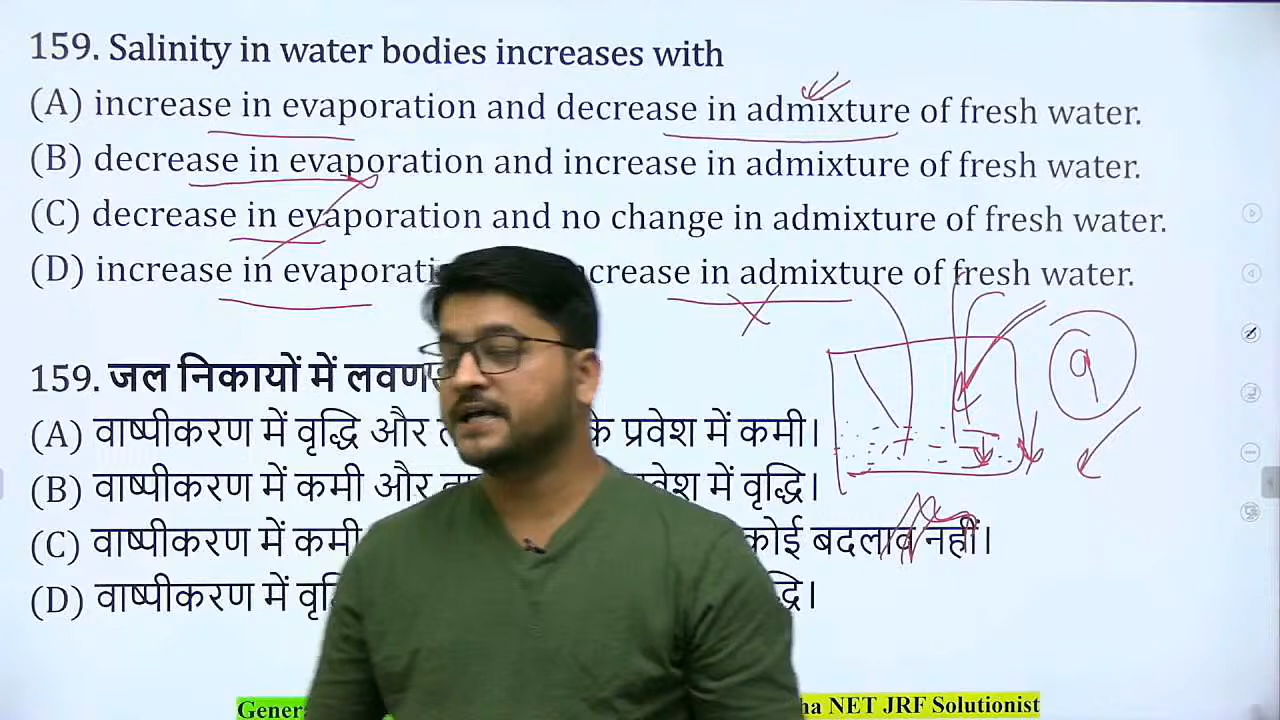 159. Salinity in water bodies increases with
(A) increase in evaporation and decrease in admixture of fresh water.
(B) decrease in evaporation and increase in admixture of fresh water.
(C) decrease in evaporation and no change in admixture of fresh water.
(D) increase in evaporati crease in admixture of fresh water.
159. जल निकायों में लवण
(A) वाष्पीकरण में वृद्धि और त के प्रवेश में कमी।
(B) वाष्पीकरण में कमी और ता वेश में वृद्धि।
(C) वाष्पीकरण में कमी कोई बदलाव नहीं।
(D) वाष्पीकरण में वृ द्धि।
Gener ha NET JRF Solutionist